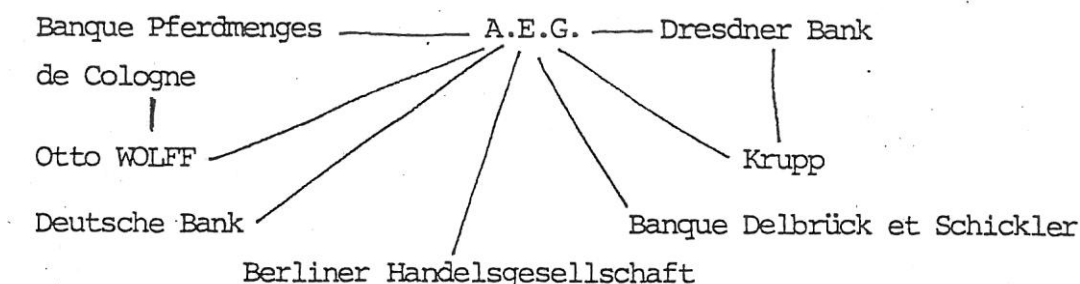 Banque Pferdmenges A.E.G. Dresdner Bank
de Cologne
Otto WOLFF Krupp
Deutsche Bank Banque Delbrück et Schickler
Berliner Handelsgesellschaft